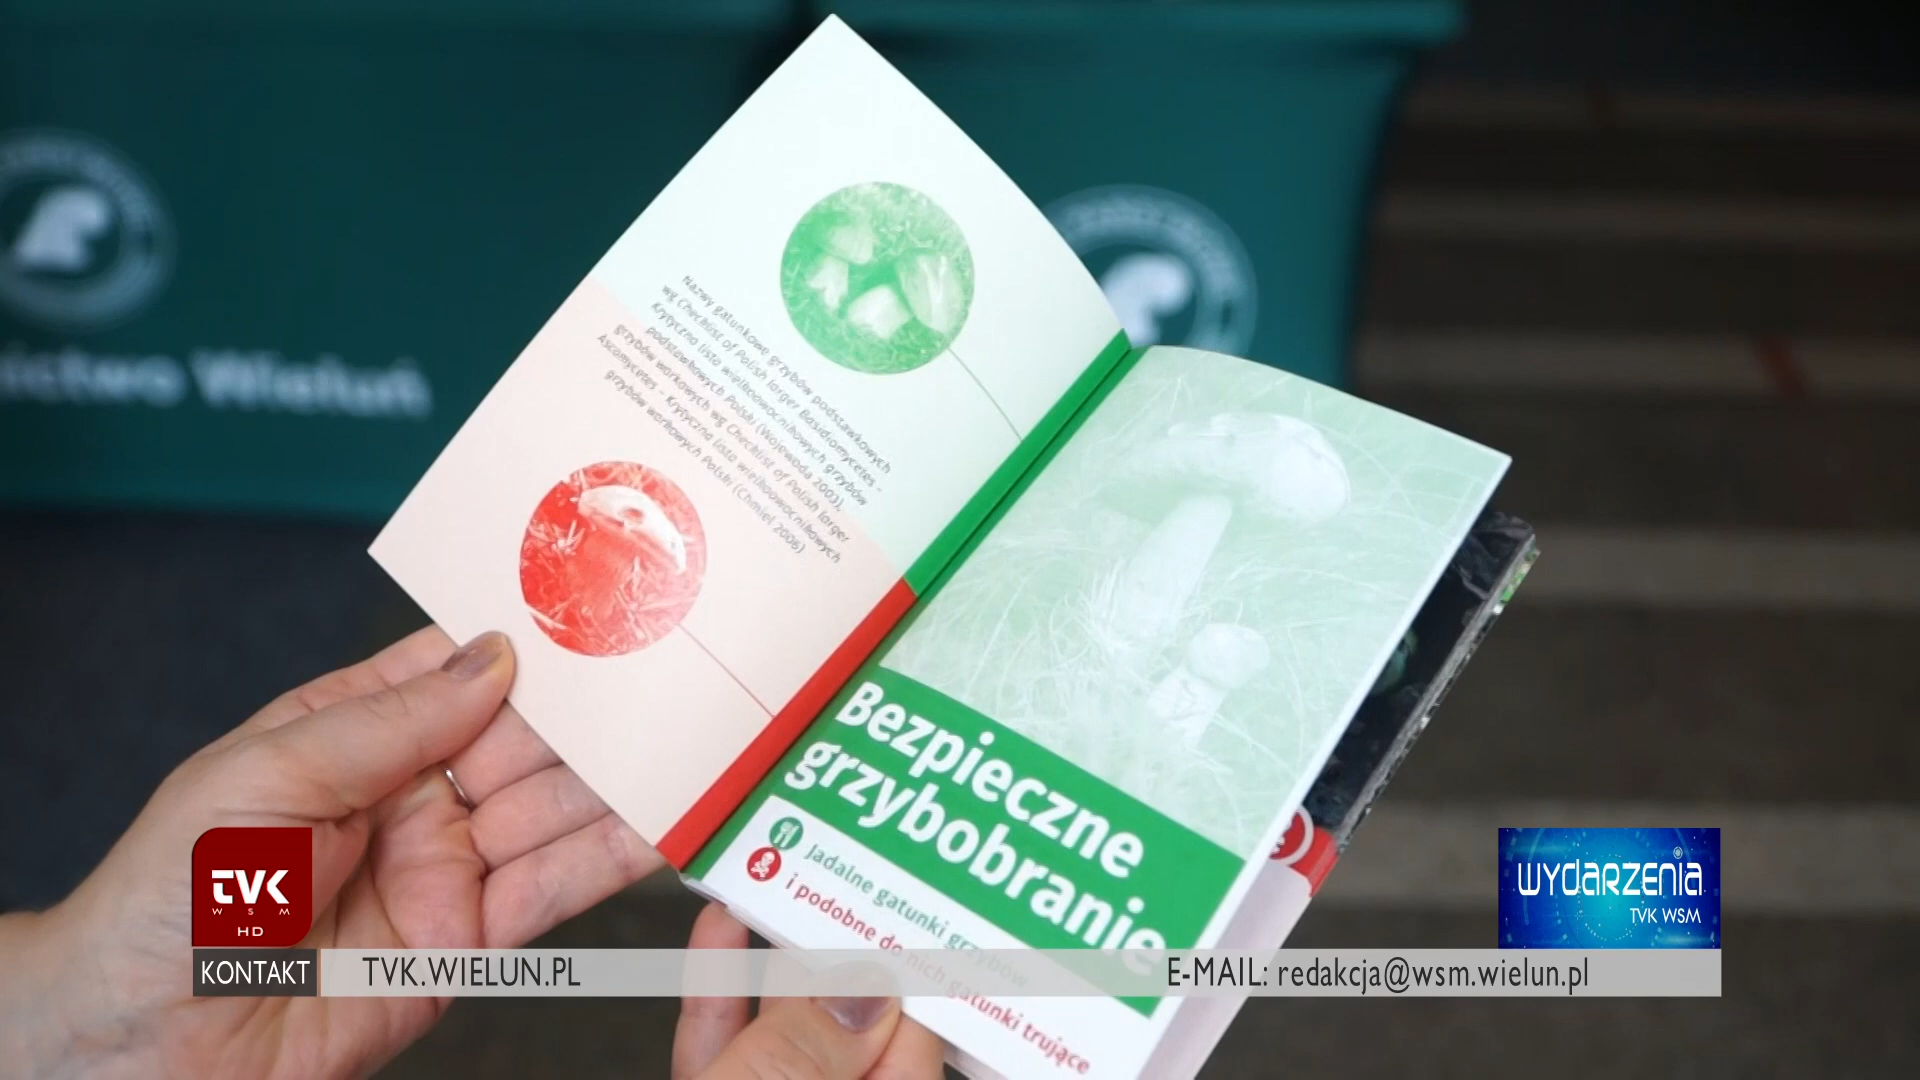 Nazwy gatunkowe grzybów podstawkowych
wg Checklist of Polish larger Basidiomycetes -
Krytyczna lista wielkoowocnikowych grzybów
podstawkowych Polski (Wojewoda 2003),
grzybów workowych wg Checklist of Polish larger
Ascomycetes - Krytyczna lista wielkoowocnikowych
grzybów workowych Polski (Chmiel 2006)
Bezpieczne
grzybobranie
Jadalne gatunki grzybów
i podobne do nich gatunki trujące
ictwo Wieluń
TVK
WSM
HD
WYDARZENIA
TVK WSM
KONTAKT
TVK.WIELUN.PL
E-MAIL: redakcja@wsm.wielun.pl